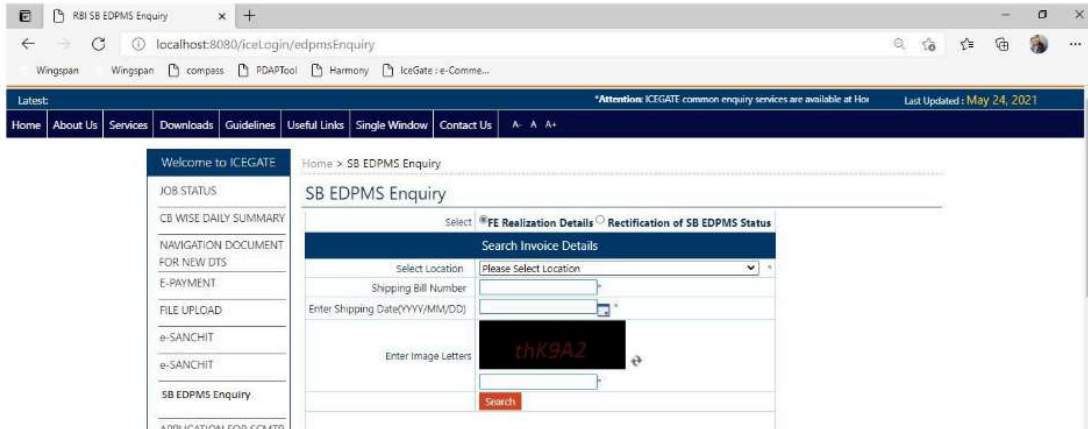 RBI SB EDPMS Enquiry
localhost:8080/iceLogin/edpmsEnquiry
Wingspan Wingspan compass PDAPTool Harmony IceGate : e-Comme...
Latest: *Attention: ICEGATE common enquiry services are available at Hor Last Updated : May 24, 2021
Home About Us Services Downloads Guidelines Useful Links Single Window Contact Us A- A A+
Welcome to ICEGATE
JOB STATUS
CB WISE DAILY SUMMARY
NAVIGATION DOCUMENT
FOR NEW DTS
E-PAYMENT
FILE UPLOAD
e-SANCHIT
e-SANCHIT
SB EDPMS Enquiry
APPLICATION FOR SCMTR
Home > SB EDPMS Enquiry
SB EDPMS Enquiry
Select FE Realization Details Rectification of SB EDPMS Status
Search Invoice Details
Select Location Please Select Location *
Shipping Bill Number *
Enter Shipping Date(YYYY/MM/DD) *
Enter Image Letters thK9A2
*
Search